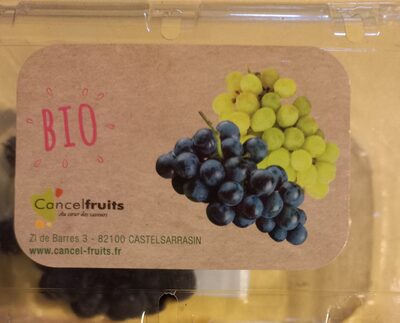 BIO
Cancelfruits
Au cœur des saveurs
ZI de Barres 3 - 82100 CASTELSARRASIN
www.cancel-fruits.fr